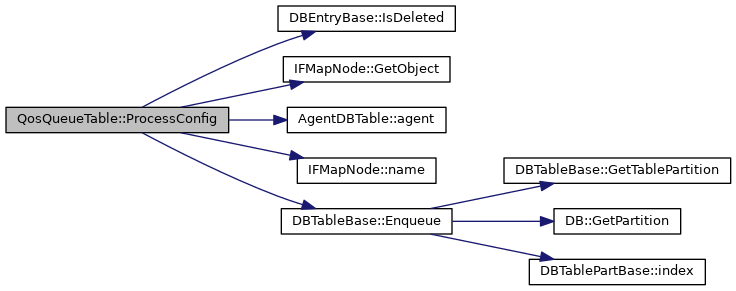 DBEntryBase::IsDeleted
IFMapNode::GetObject
QosQueueTable::ProcessConfig
AgentDBTable::agent
IFMapNode::name
DBTableBase::GetTablePartition
DBTableBase::Enqueue
DB::GetPartition
DBTablePartBase::index